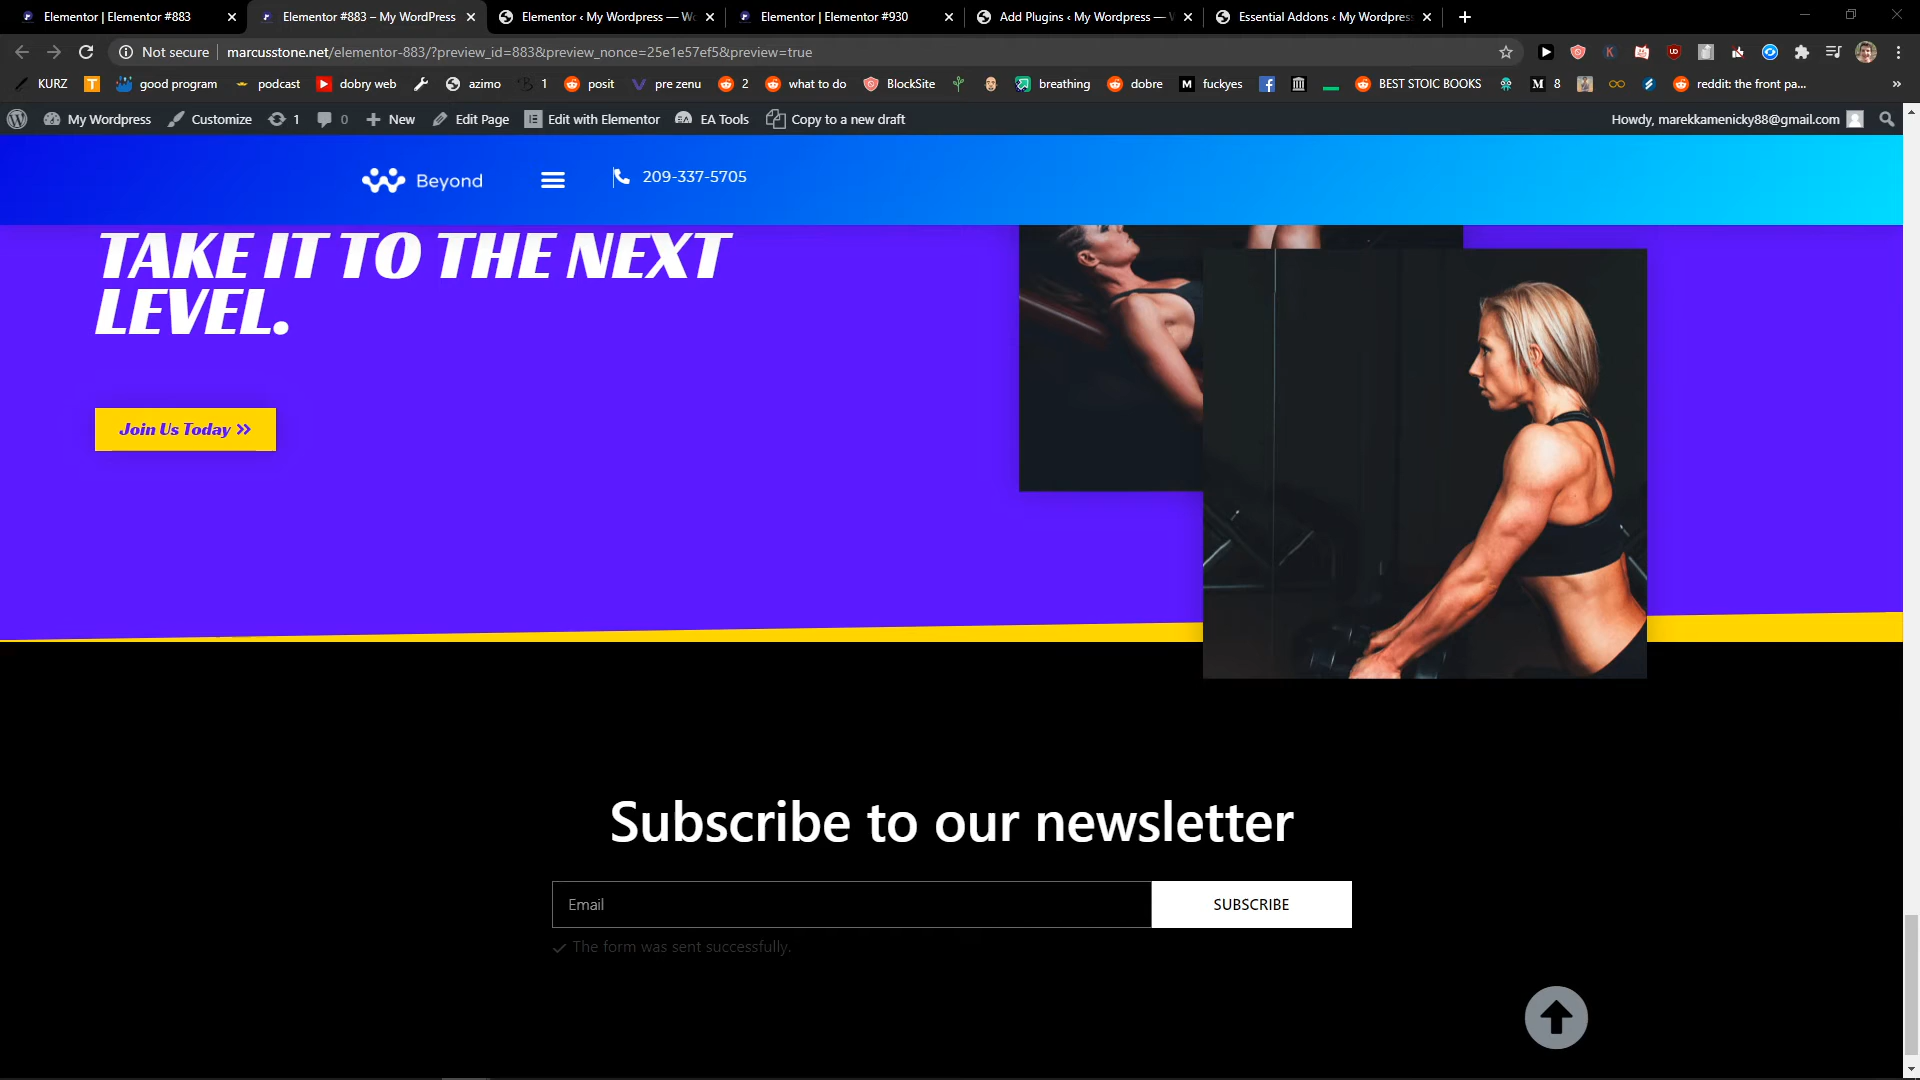 Elementor | Elementor #883
Elementor #883 – My WordPress
Elementor ‹ My Wordpress — Wo
Elementor | Elementor #930
Add Plugins ‹ My Wordpress — W
Essential Addons ‹ My Wordpress
Not secure
marcusstone.net/elementor-883/?preview_id=883&preview_nonce=25e1e57ef5&preview=true
KURZ
good program
podcast
dobry web
azimo
1
posit
pre zenu
2
what to do
BlockSite
breathing
dobre
fuckyes
BEST STOIC BOOKS
8
reddit: the front pa...
»
My Wordpress
Customize
1
0
New
Edit Page
Edit with Elementor
EA Tools
Copy to a new draft
Howdy, marekkamenicky88@gmail.com
Beyond
209-337-5705
TAKE IT TO THE NEXT
LEVEL.
Join Us Today
Subscribe to our newsletter
Email
SUBSCRIBE
The form was sent successfully.